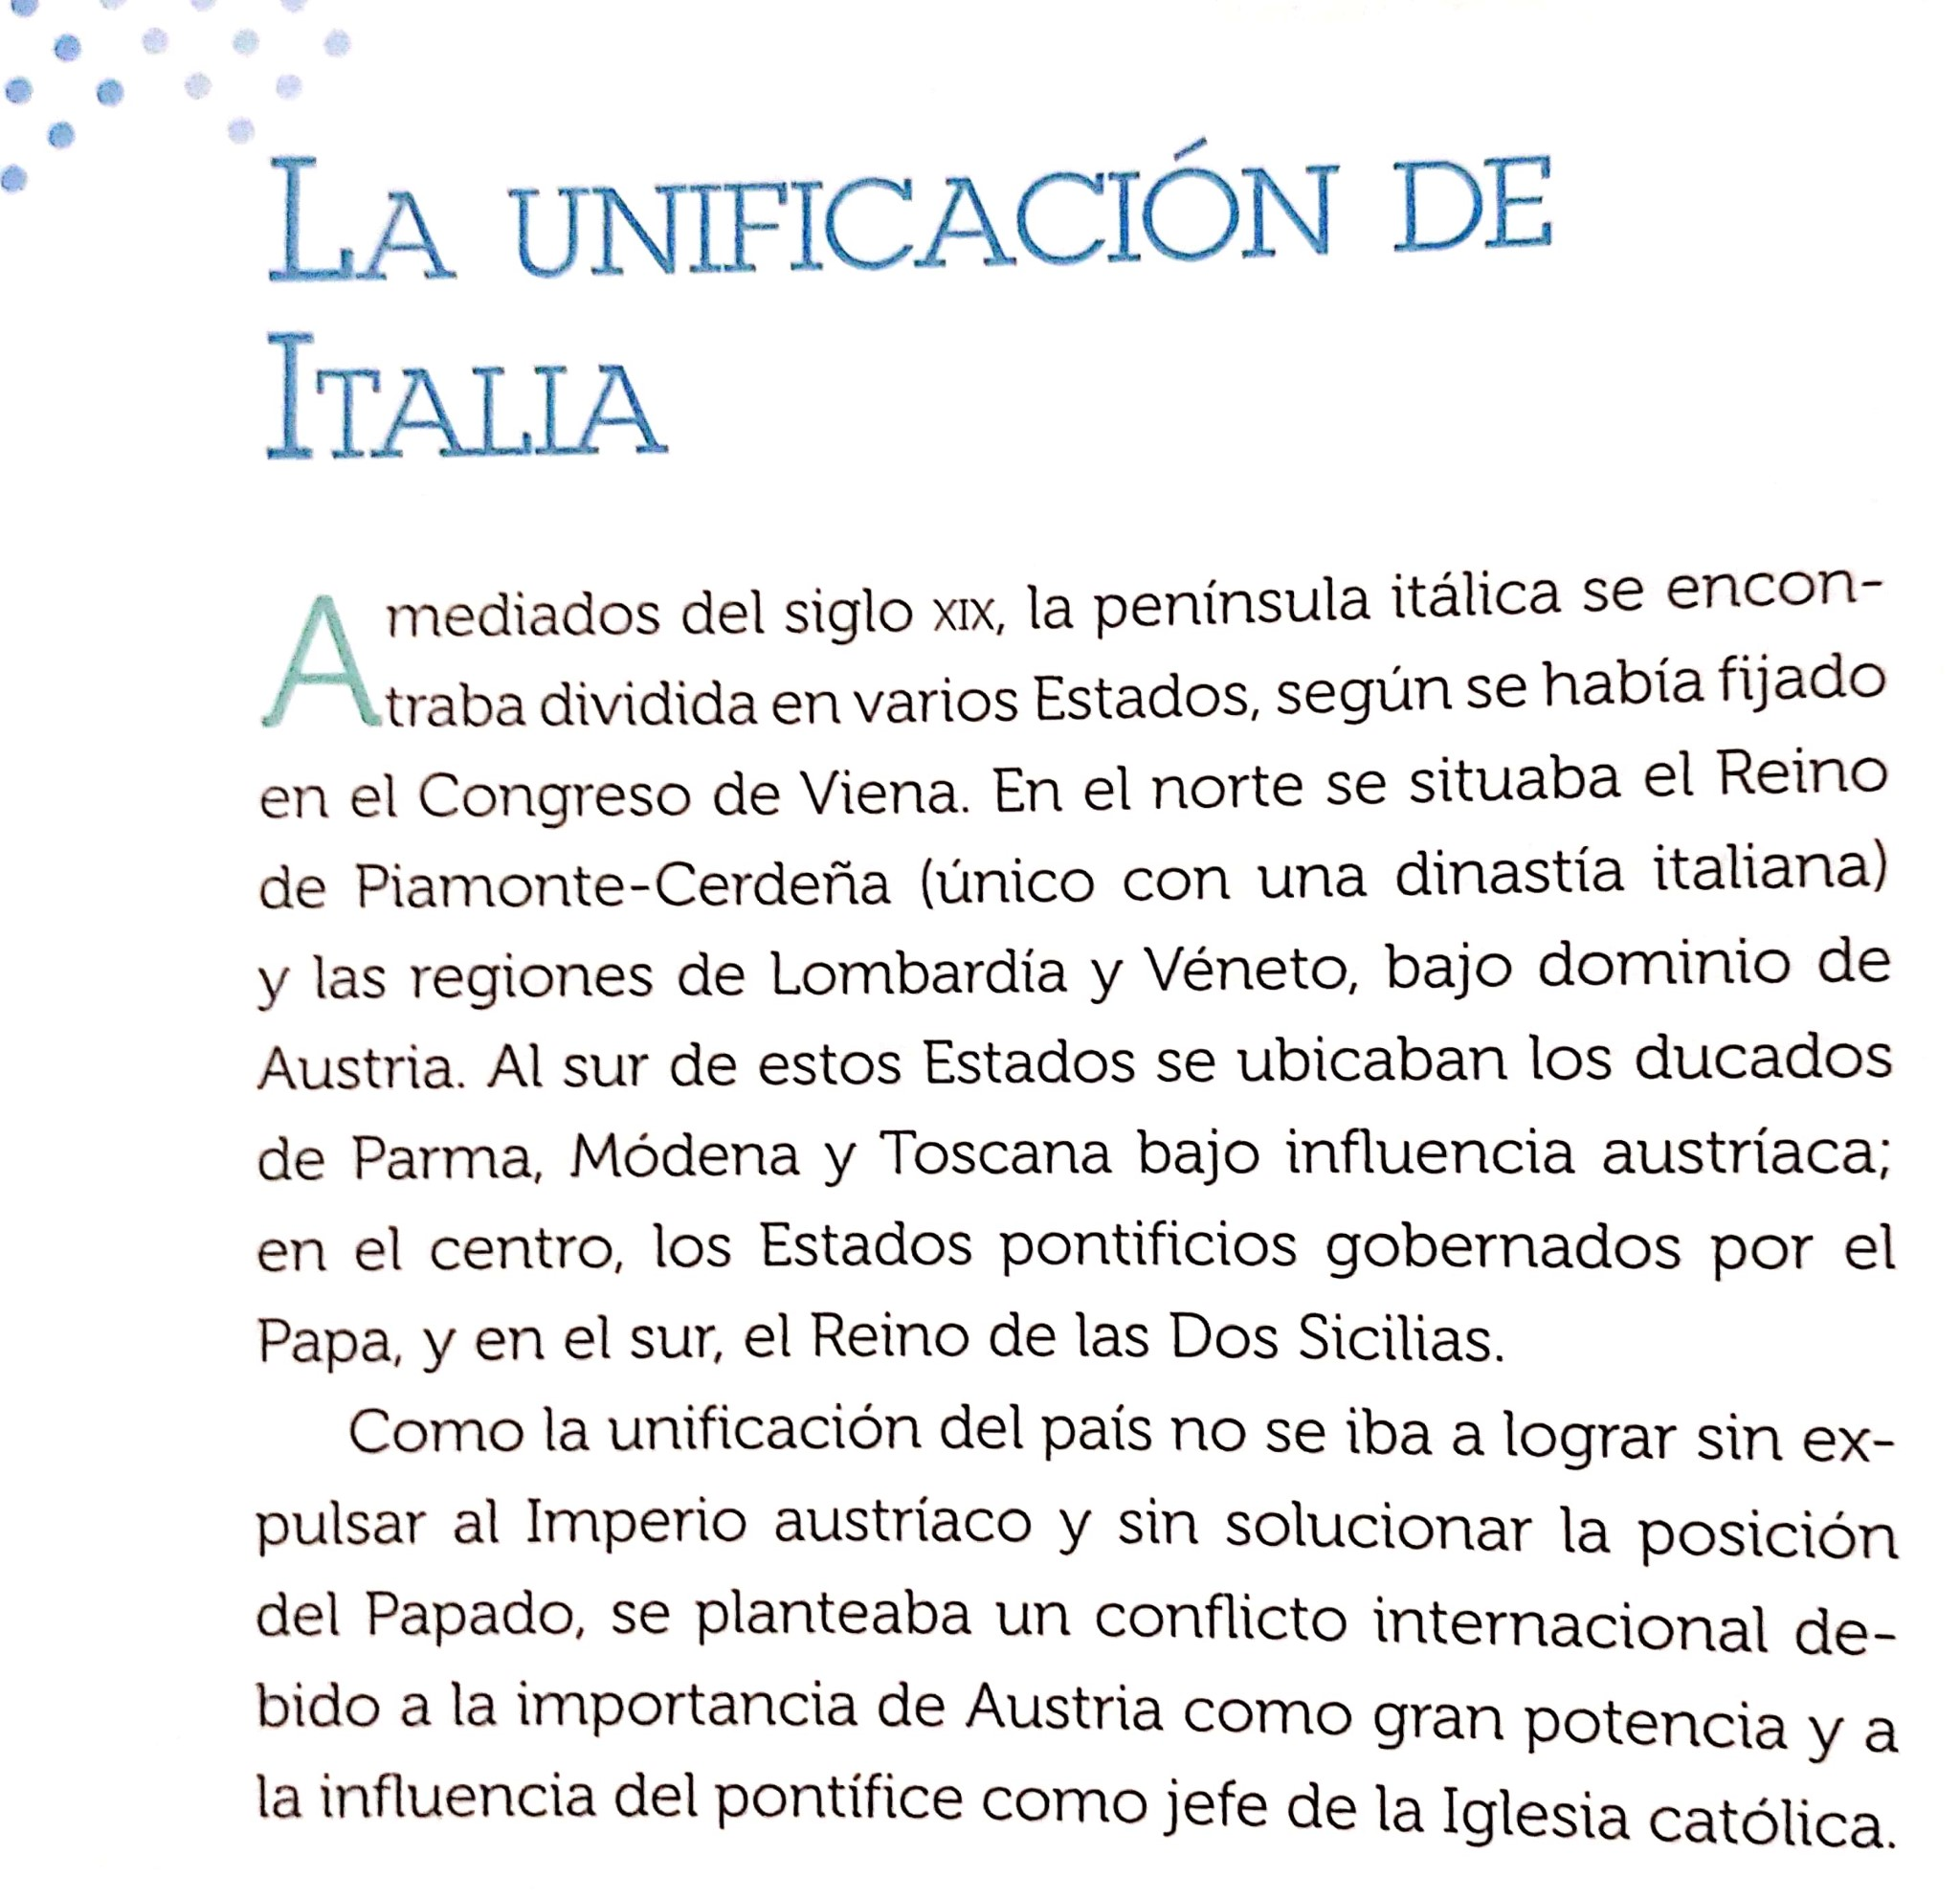 La unificación de
Italia
A mediados del siglo XIX, la península itálica se encon-
traba dividida en varios Estados, según se había fijado
en el Congreso de Viena. En el norte se situaba el Reino
de Piamonte-Cerdeña (único con una dinastía italiana)
y las regiones de Lombardía y Véneto, bajo dominio de
Austria. Al sur de estos Estados se ubicaban los ducados
de Parma, Módena y Toscana bajo influencia austríaca;
en el centro, los Estados pontificios gobernados por el
Papa, y en el sur, el Reino de las Dos Sicilias.
Como la unificación del país no se iba a lograr sin ex-
pulsar al Imperio austríaco y sin solucionar la posición
del Papado, se planteaba un conflicto internacional de-
bido a la importancia de Austria como gran potencia y a
la influencia del pontífice como jefe de la Iglesia católica.